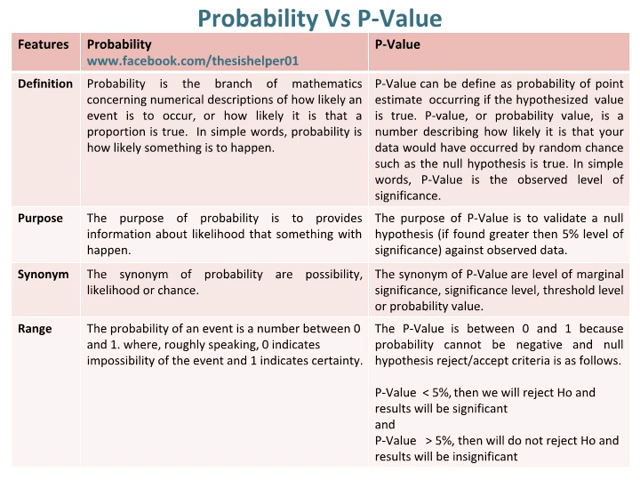 Probability Vs P-Value
Features
Probability
www.facebook.com/thesishelper01
P-Value
Definition
Probability is the branch of mathematics
concerning numerical descriptions of how likely an
event is to occur, or how likely it is that a
proportion is true. In simple words, probability is
how likely something is to happen.
P-Value can be define as probability of point
estimate occurring if the hypothesized value
is true. P-value, or probability value, is a
number describing how likely it is that your
data would have occurred by random chance
such as the null hypothesis is true. In simple
words, P-Value is the observed level of
significance.
Purpose
The purpose of probability is to provides
information about likelihood that something with
happen.
The purpose of P-Value is to validate a null
hypothesis (if found greater then 5% level of
significance) against observed data.
Synonym
The synonym of probability are possibility,
likelihood or chance.
The synonym of P-Value are level of marginal
significance, significance level, threshold level
or probability value.
Range
The probability of an event is a number between 0
and 1. where, roughly speaking, 0 indicates
impossibility of the event and 1 indicates certainty.
The P-Value is between 0 and 1 because
probability cannot be negative and null
hypothesis reject/accept criteria is as follows.
P-Value < 5%, then we will reject Ho and
results will be significant
and
P-Value > 5%, then will do not reject Ho and
results will be insignificant